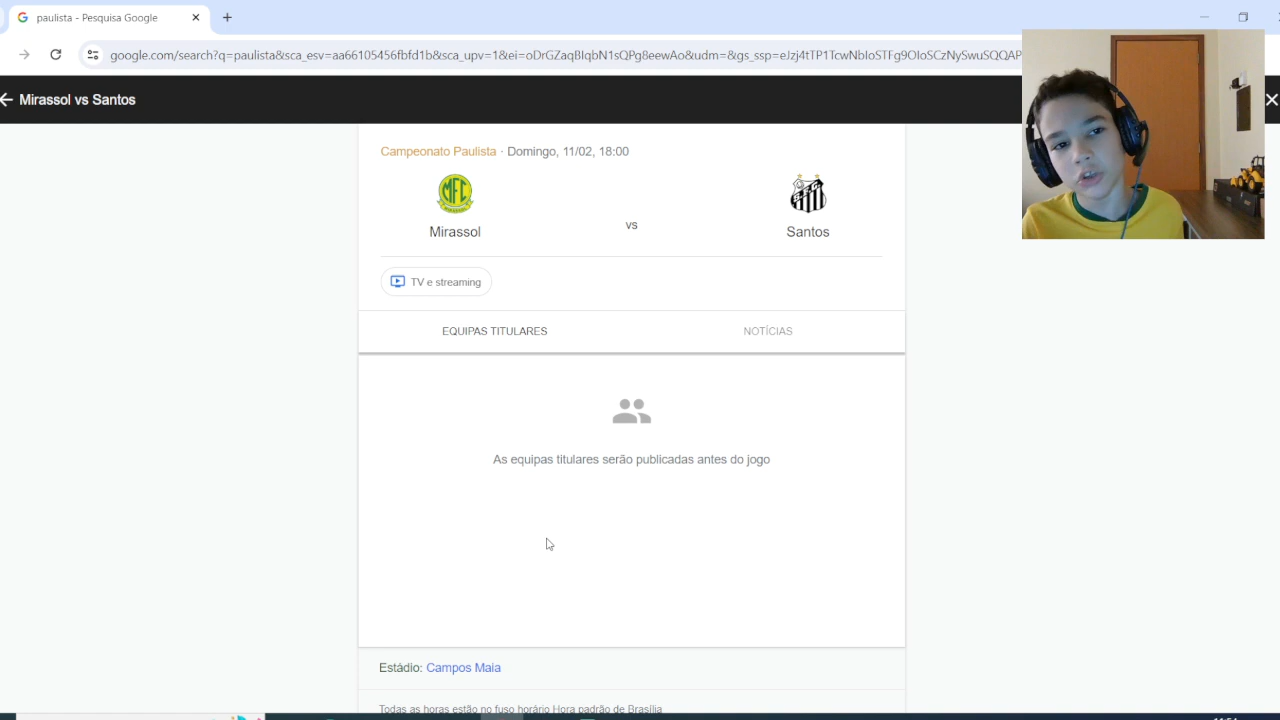 paulista - Pesquisa Google
google.com/search?q=paulista&sca_esv=aa66105456fbfd1b&sca_upv=1&ei=oDrGZaqBIqbN1sQPg8eewAo&udm=&gs_ssp=eJzj4tTP1TcwNbIoSTFg9OIoSCzNySwuSQQAP
Mirassol vs Santos
Campeonato Paulista · Domingo, 11/02, 18:00
MFC
Mirassol
vs
Santos
TV e streaming
EQUIPAS TITULARES
NOTÍCIAS
As equipas titulares serão publicadas antes do jogo
Estádio: Campos Maia
Todas as horas estão no fuso horário Hora padrão de Brasília